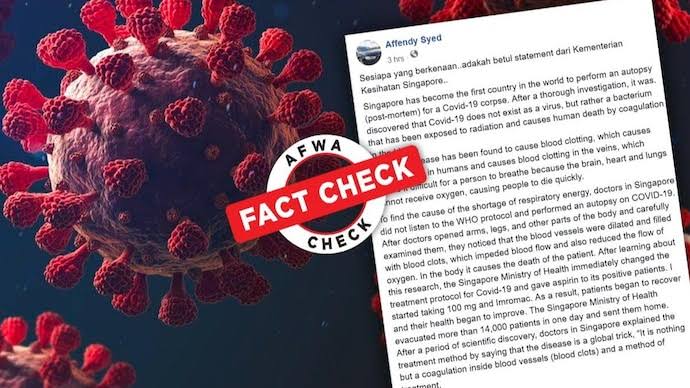 Affendy Syed
3 hrs
Sesiapa yang berkenaan..adakah betul statement dari Kementerian
Kesihatan Singapore..
Singapore has become the first country in the world to perform an autopsy
(post-mortem) for a Covid-19 corpse. After a thorough investigation, it was
discovered that Covid-19 does not exist as a virus, but rather a bacterium
that has been exposed to radiation and causes human death by coagulation
ease has been found to cause blood clotting, which causes
in humans and causes blood clotting in the veins, which
difficult for a person to breathe because the brain, heart and lungs
not receive oxygen, causing people to die quickly.
To find the cause of the shortage of respiratory energy, doctors in Singapore
did not listen to the WHO protocol and performed an autopsy on COVID-19.
After doctors opened arms, legs, and other parts of the body and carefully
examined them, they noticed that the blood vessels were dilated and filled
with blood clots, which impeded blood flow and also reduced the flow of
oxygen. In the body it causes the death of the patient. After learning about
this research, the Singapore Ministry of Health immediately changed the
treatment protocol for Covid-19 and gave aspirin to its positive patients. I
started taking 100 mg and Imromac. As a result, patients began to recover
and their health began to improve. The Singapore Ministry of Health
evacuated more than 14,000 patients in one day and sent them home.
After a period of scientific discovery, doctors in Singapore explained the
treatment method by saying that the disease is a global trick, "It is nothing
but a coagulation inside blood vessels (blood clots) and a method of
AFWA
FACT CHECK
CHECK